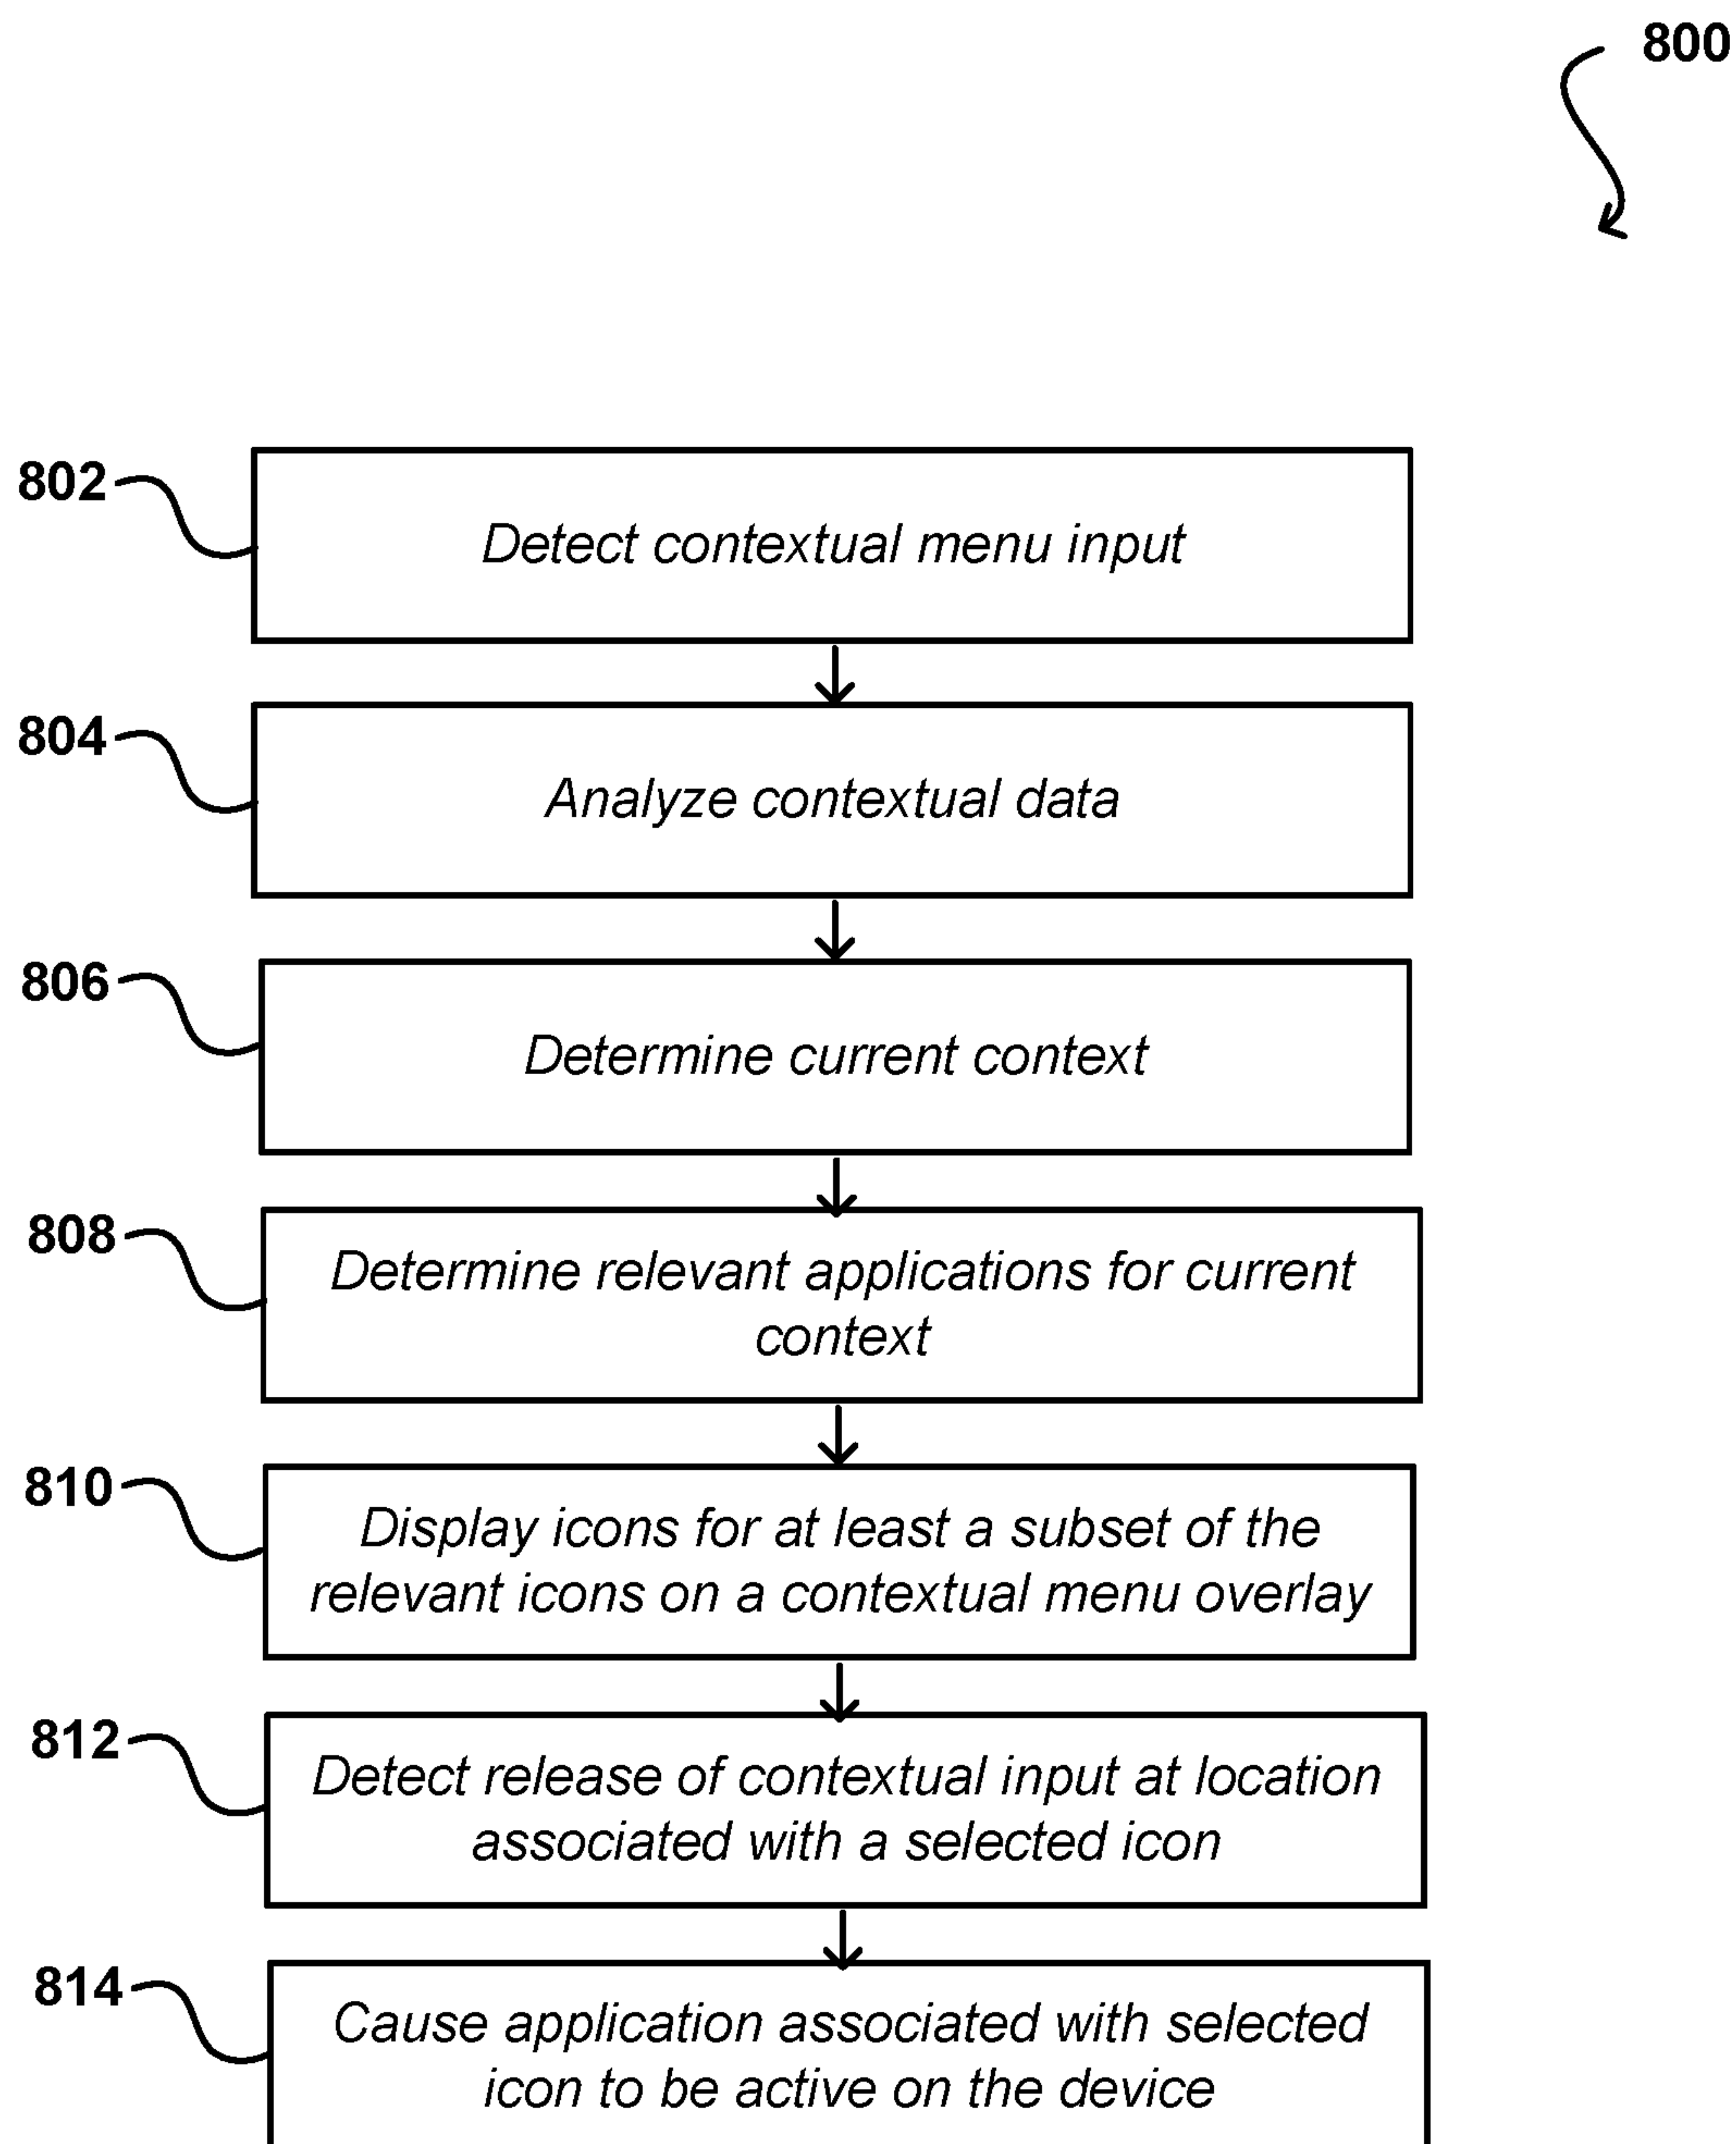 800
802
Detect contextual menu input
804
Analyze contextual data
806
Determine current context
808
Determine relevant applications for current
context
810
Display icons for at least a subset of the
relevant icons on a contextual menu overlay
812
Detect release of contextual input at location
associated with a selected icon
814
Cause application associated with selected
icon to be active on the device